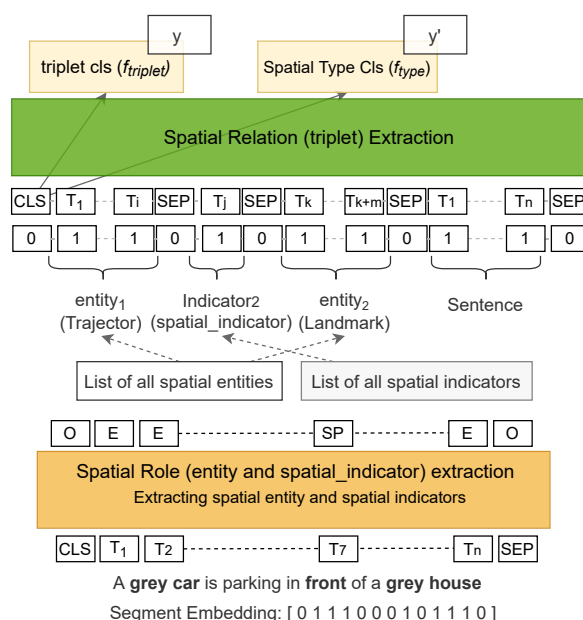 y y'
triplet cls (f_triplet) Spatial Type Cls (f_type)
Spatial Relation (triplet) Extraction
CLS T1 Ti SEP Tj SEP Tk Tk+m SEP T1 Tn SEP
0 1 1 0 1 0 1 1 0 1 1 0
entity1 Indicator2 entity2 Sentence
(Trajector) (spatial_indicator) (Landmark)
List of all spatial entities List of all spatial indicators
O E E SP E O
Spatial Role (entity and spatial_indicator) extraction
Extracting spatial entity and spatial indicators
CLS T1 T2 T7 Tn SEP
A grey car is parking in front of a grey house
Segment Embedding: [ 0 1 1 1 0 0 0 1 0 1 1 1 0 ]